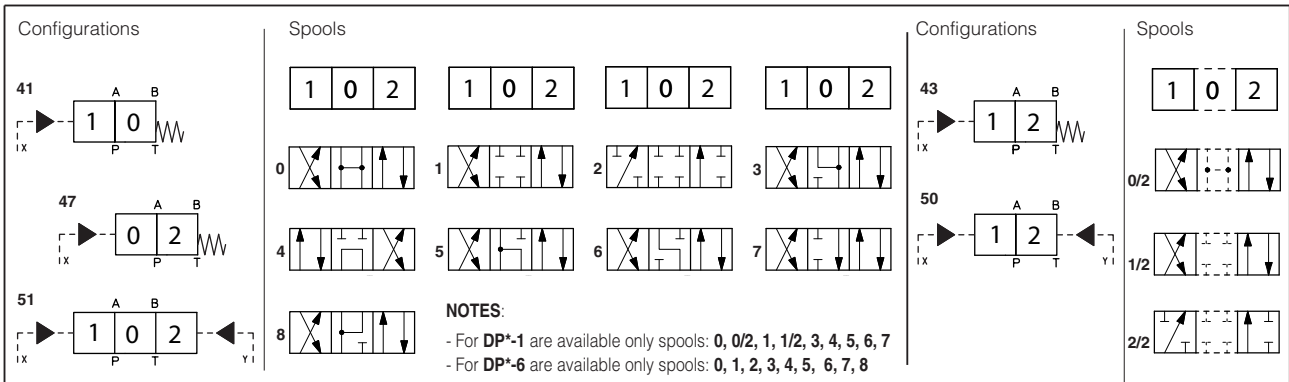 Configurations
41
A B
1 0
X
P T
47
A B
0 2
X
P T
51
A B
1 0 2
X Y
P T
Spools
1 0 2
1 0 2
1 0 2
1 0 2
0
1
2
3
4
5
6
7
8
NOTES:
- For DP*-1 are available only spools: 0, 0/2, 1, 1/2, 3, 4, 5, 6, 7
- For DP*-6 are available only spools: 0, 1, 2, 3, 4, 5, 6, 7, 8
Configurations
43
A B
1 2
X
P T
50
A B
1 2
X Y
P T
Spools
1 0 2
0/2
1/2
2/2